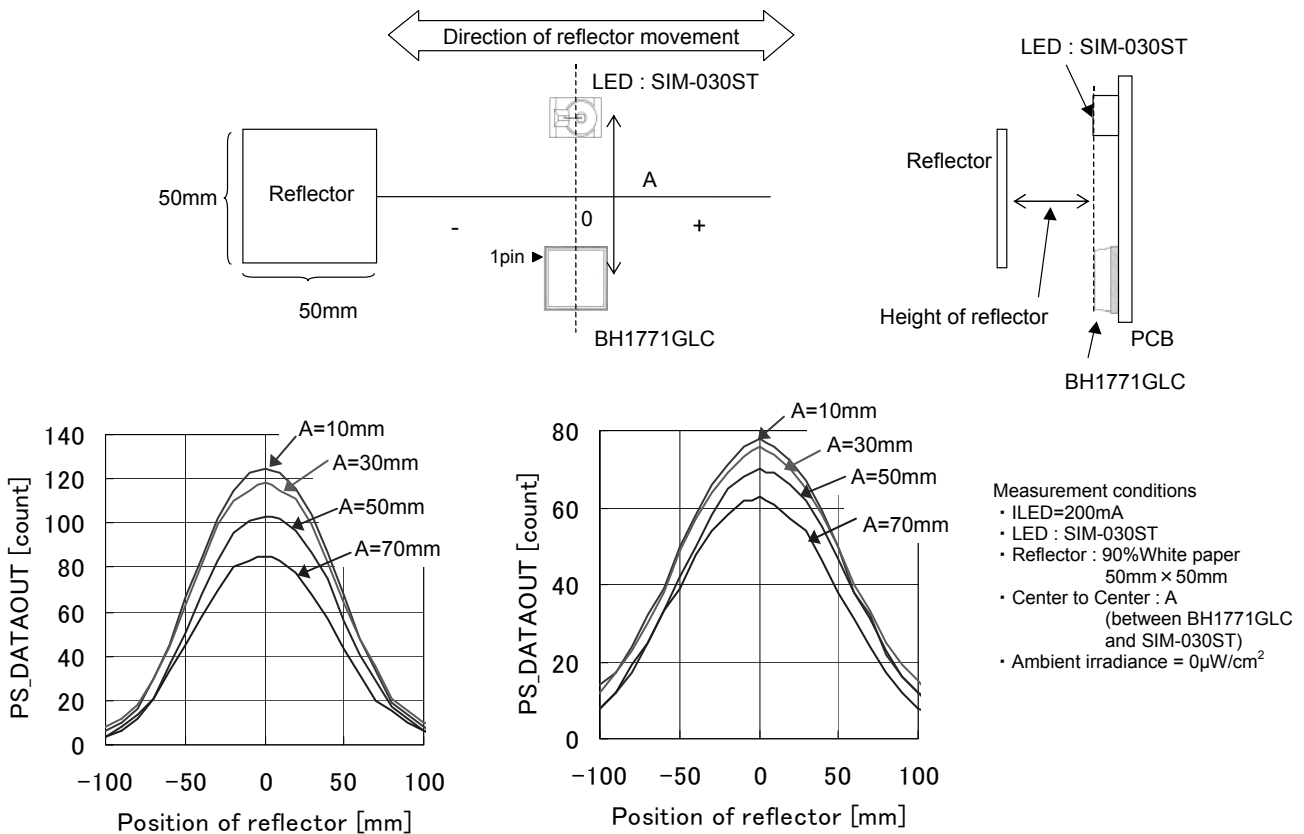 Direction of reflector movement
LED : SIM-030ST
LED : SIM-030ST
Reflector
50mm
Reflector
A
-
0
+
1pin
50mm
Height of reflector
BH1771GLC
PCB
BH1771GLC
PS_DATAOUT [count]
140
120
100
80
60
40
20
0
-100
-50
0
50
100
Position of reflector [mm]
A=10mm
A=30mm
A=50mm
A=70mm
PS_DATAOUT [count]
80
60
40
20
0
-100
-50
0
50
100
Position of reflector [mm]
A=10mm
A=30mm
A=50mm
A=70mm
Measurement conditions
・ILED=200mA
・LED : SIM-030ST
・Reflector : 90%White paper
50mm×50mm
・Center to Center : A
(between BH1771GLC
and SIM-030ST)
・Ambient irradiance = 0µW/cm²